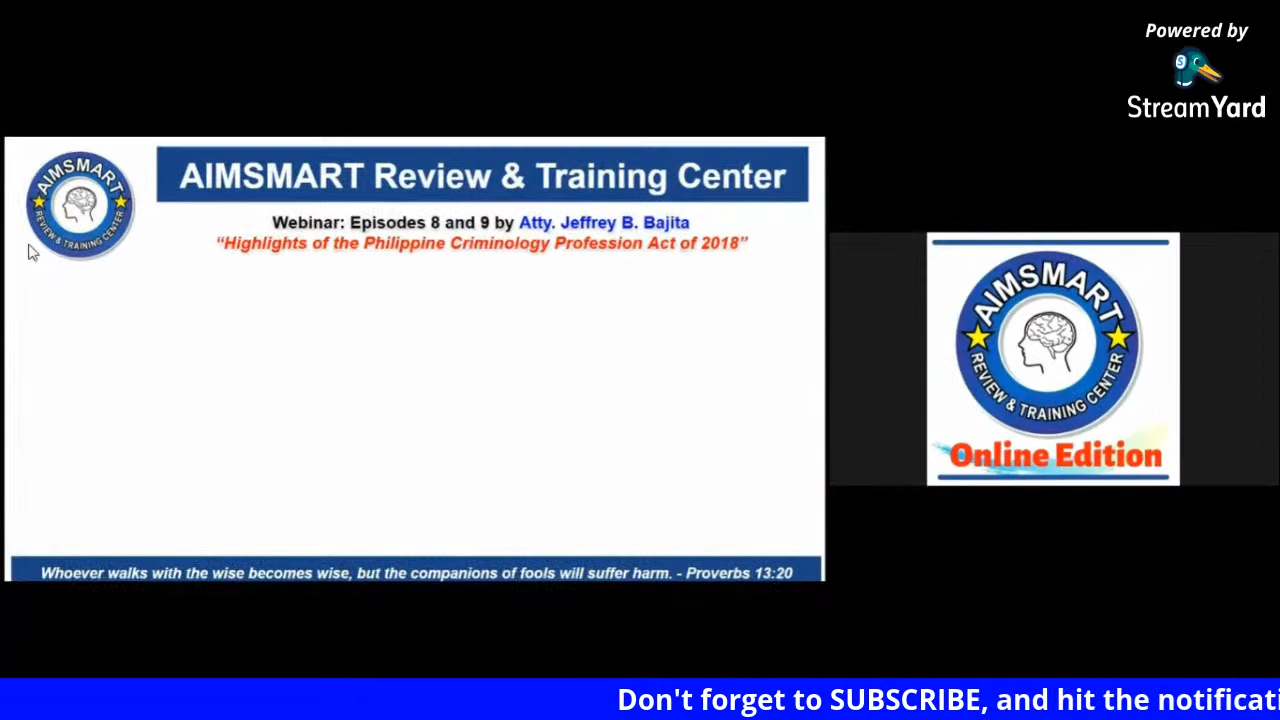 Powered by
StreamYard
AIMSMART
REVIEW & TRAINING CENTER
AIMSMART Review & Training Center
Webinar: Episodes 8 and 9 by Atty. Jeffrey B. Bajita
“Highlights of the Philippine Criminology Profession Act of 2018”
AIMSMART
REVIEW & TRAINING CENTER
Online Edition
Whoever walks with the wise becomes wise, but the companions of fools will suffer harm. - Proverbs 13:20
Don't forget to SUBSCRIBE, and hit the notificati